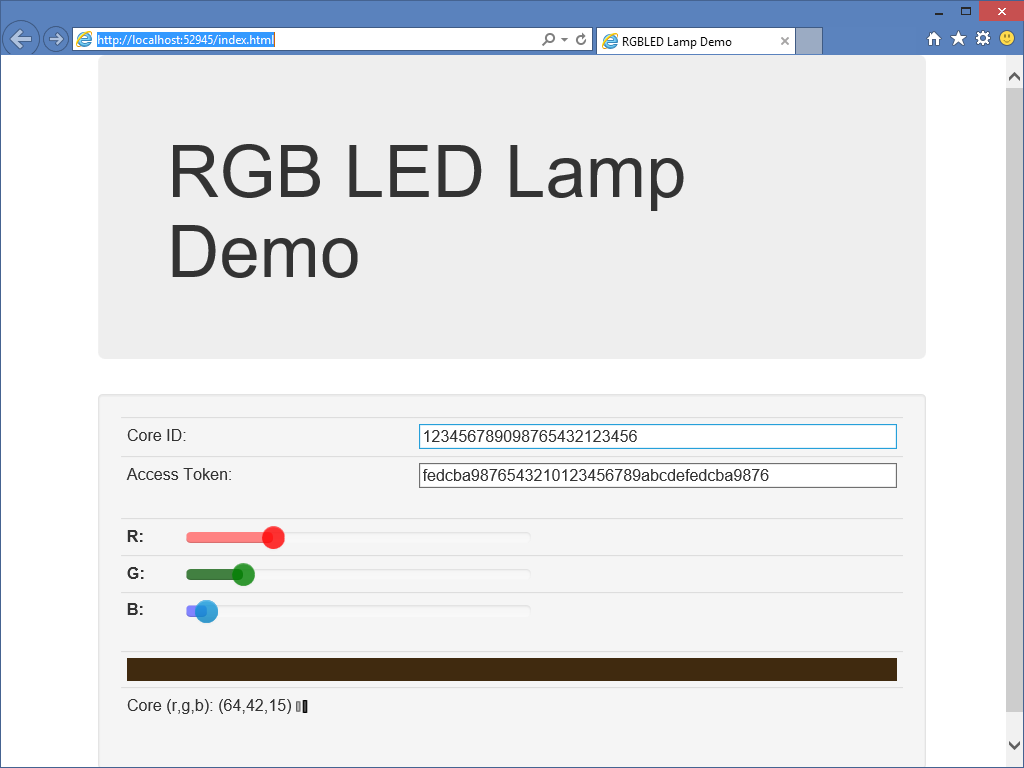 http://localhost:52945/index.html
RGBLED Lamp Demo
RGB LED Lamp
Demo
Core ID:
123456789098765432123456
Access Token:
fedcba9876543210123456789abcdefedcba9876
R:
G:
B:
Core (r,g,b): (64,42,15)